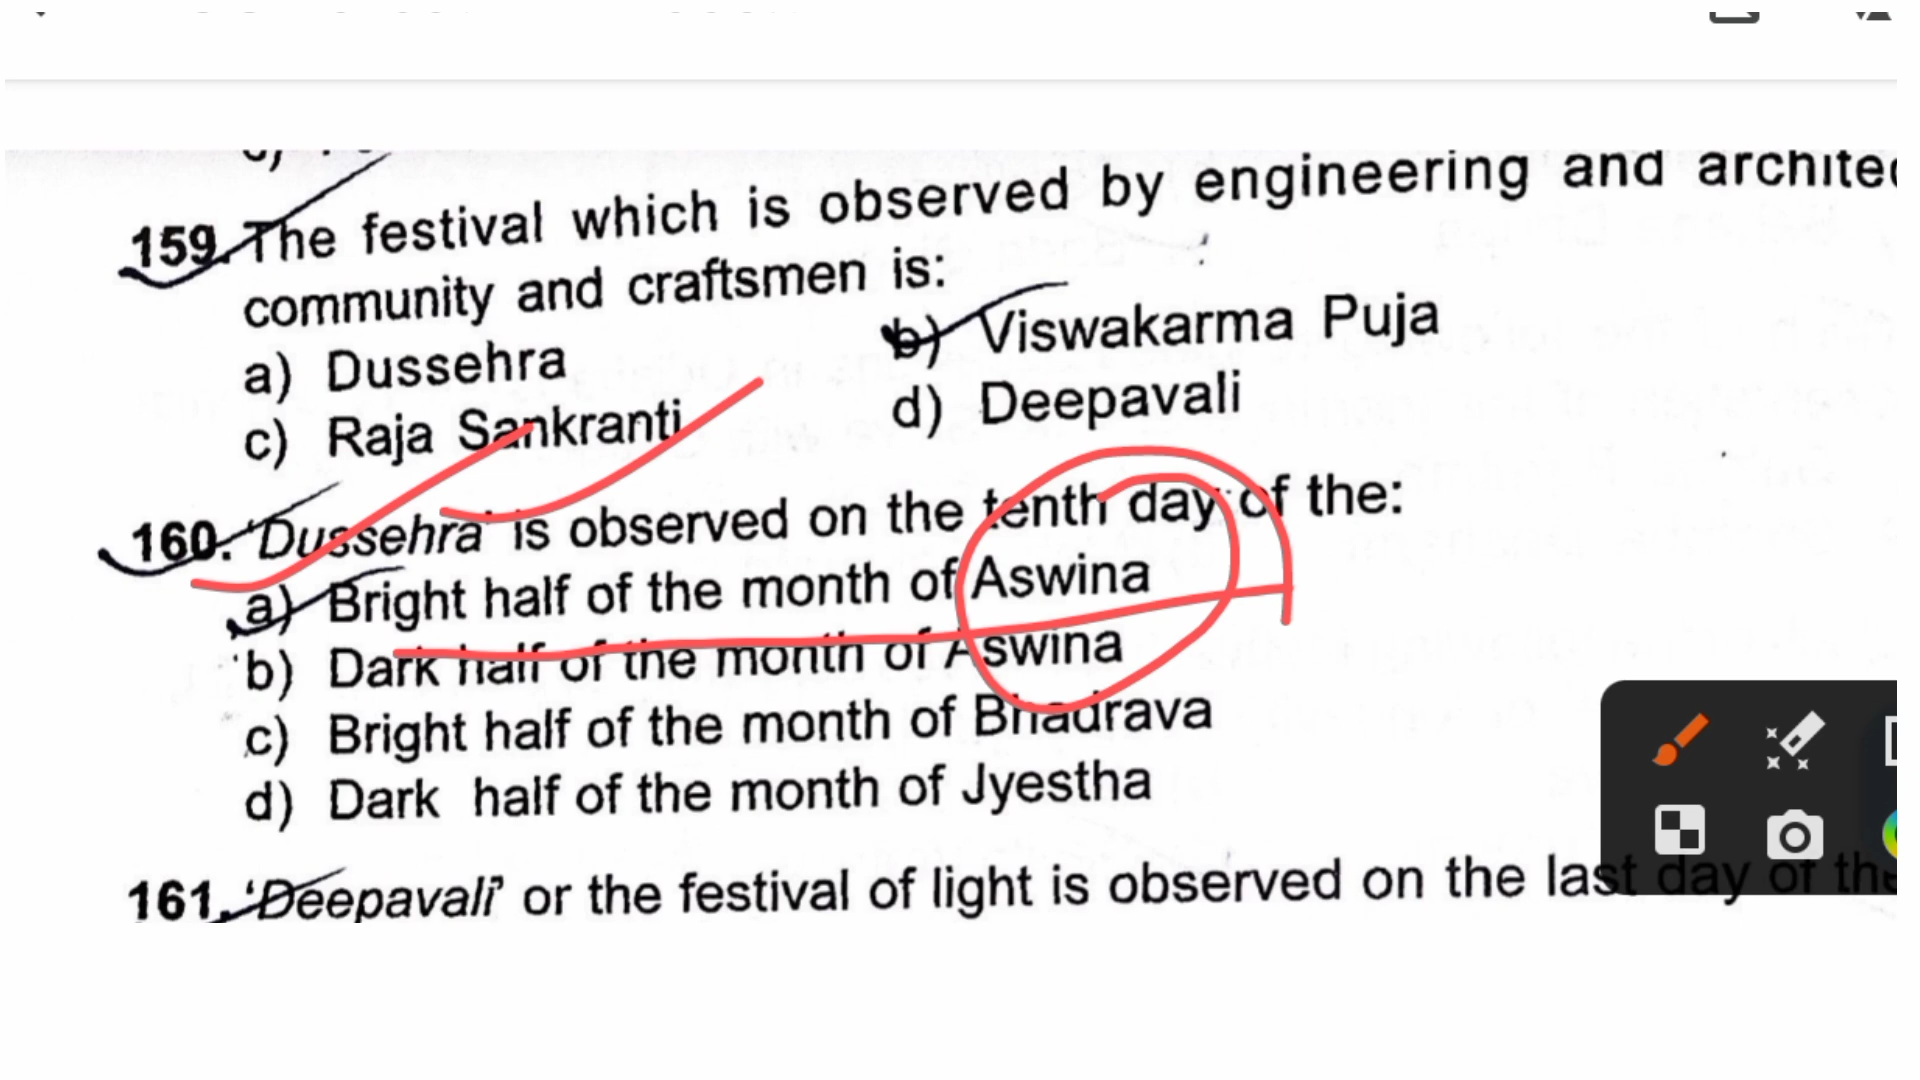 159. The festival which is observed by engineering and architec
community and craftsmen is:
a) Dussehra b) Viswakarma Puja
c) Raja Sankranti d) Deepavali
160. 'Dussehra' is observed on the tenth day of the:
a) Bright half of the month of Aswina
b) Dark half of the month of Aswina
c) Bright half of the month of Bhadrava
d) Dark half of the month of Jyestha
161. 'Deepavali' or the festival of light is observed on the last day of the